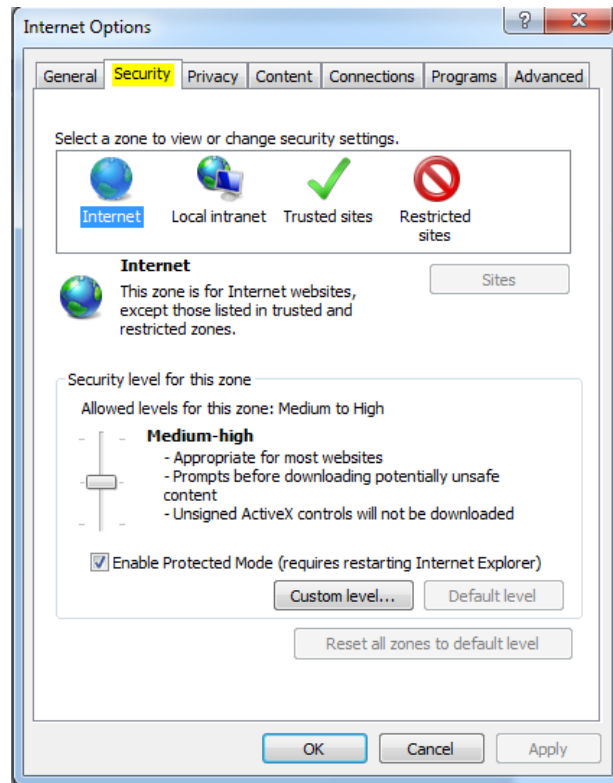 Internet Options
General Security Privacy Content Connections Programs Advanced
Select a zone to view or change security settings.
Internet Local intranet Trusted sites Restricted
sites
Internet
Sites
This zone is for Internet websites,
except those listed in trusted and
restricted zones.
Security level for this zone
Allowed levels for this zone: Medium to High
Medium-high
- Appropriate for most websites
- Prompts before downloading potentially unsafe
content
- Unsigned ActiveX controls will not be downloaded
Enable Protected Mode (requires restarting Internet Explorer)
Custom level... Default level
Reset all zones to default level
OK Cancel Apply